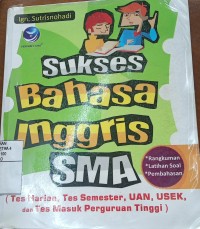 Ign. Sutrisnuhadi
Sukses
Bahasa
Inggris
SMA
•Rangkuman
•Latihan Soal
•Pembahasan
( Tes Harian, Tes Semester, UAN, USEK,
dan Tes Masuk Perguruan Tinggi )